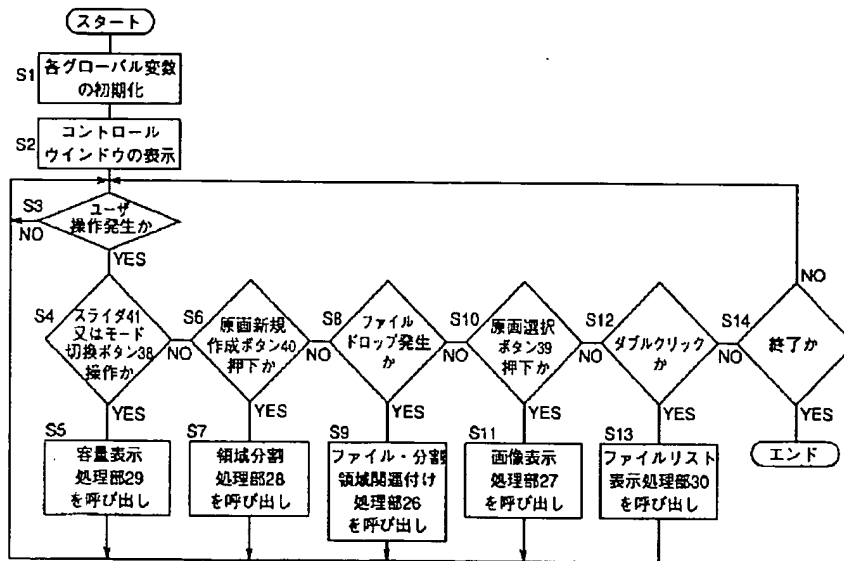 スタート
S1
各グローバル変数
の初期化
S2
コントロール
ウインドウの表示
S3
ユーザ
操作発生か
NO
YES
S4
スライダ41
又はモード
切換ボタン38
操作か
NO
YES
S5
容量表示
処理部29
を呼び出し
S6
原画新規
作成ボタン40
押下か
NO
YES
S7
領域分割
処理部28
を呼び出し
S8
ファイル
ドロップ発生
か
NO
YES
S9
ファイル・分割
領域関連付け
処理部26
を呼び出し
S10
原画選択
ボタン39
押下か
NO
YES
S11
画像表示
処理部27
を呼び出し
S12
ダブルクリック
か
NO
YES
S13
ファイルリスト
表示処理部30
を呼び出し
S14
終了か
NO
YES
エンド